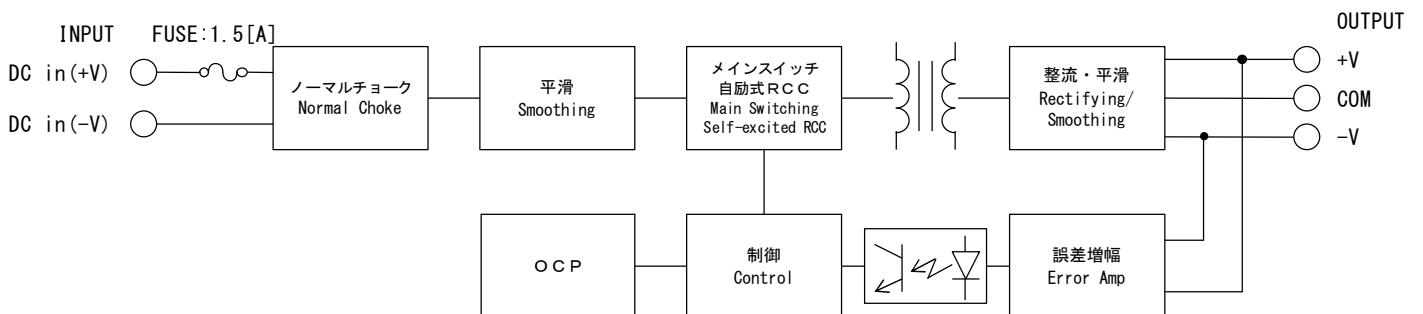 INPUT
FUSE:1.5[A]
OUTPUT
DC in(+V)
DC in(-V)
ノーマルチョーク
Normal Choke
平滑
Smoothing
メインスイッチ
自励式RCC
Main Switching
Self-excited RCC
整流・平滑
Rectifying/
Smoothing
+V
COM
-V
OCP
制御
Control
誤差増幅
Error Amp